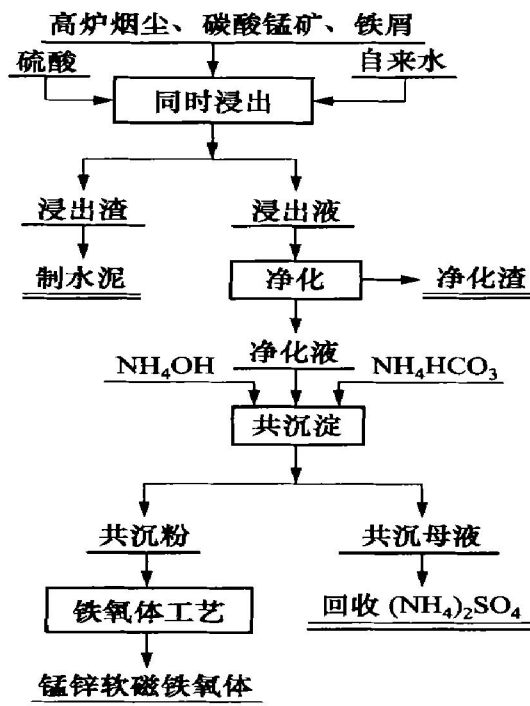 高炉烟尘、碳酸锰矿、铁屑
硫酸
自来水
同时浸出
浸出渣
浸出液
制水泥
净化
净化渣
净化液
NH₄OH
NH₄HCO₃
共沉淀
共沉粉
共沉母液
铁氧体工艺
回收(NH₄)₂SO₄
锰锌软磁铁氧体